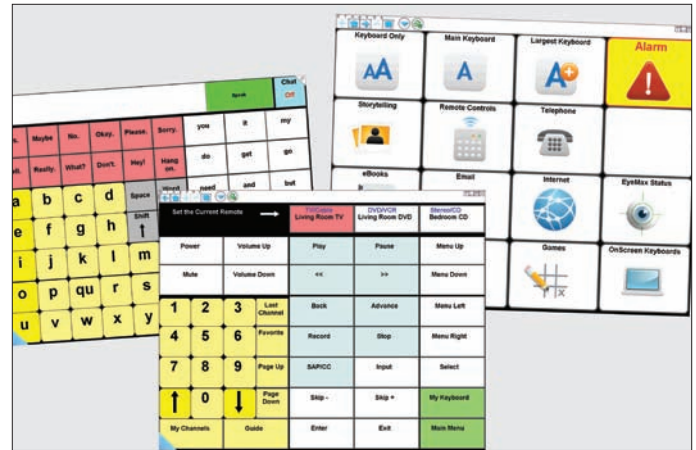 Keyboard Only
Main Keyboard
Largest Keyboard
Alarm
Storytelling
Remote Controls
Telephone
eBooks
Email
Internet
EyeMax Status
Games
OnScreen Keyboards
Speak
Chat
Off
Maybe
No.
Okay.
Please.
Sorry.
you
it
my
Really.
What?
Don't.
Hey!
Hang on.
do
get
go
a
b
c
d
Space
Word
need
and
but
e
f
g
h
Shift
i
j
k
l
m
o
p
qu
r
s
u
v
w
x
y
Set the Current Remote
TV/Cable
Living Room TV
DVD/VCR
Living Room DVD
Stereo/CD
Bedroom CD
Power
Volume Up
Play
Pause
Menu Up
Mute
Volume Down
<<
>>
Menu Down
1
2
3
Last Channel
Back
Advance
Menu Left
4
5
6
Favorite
Record
Stop
Menu Right
7
8
9
Page Up
SAP/CC
Input
Select
0
Page Down
Skip -
Skip +
My Keyboard
My Channels
Guide
Enter
Exit
Main Menu